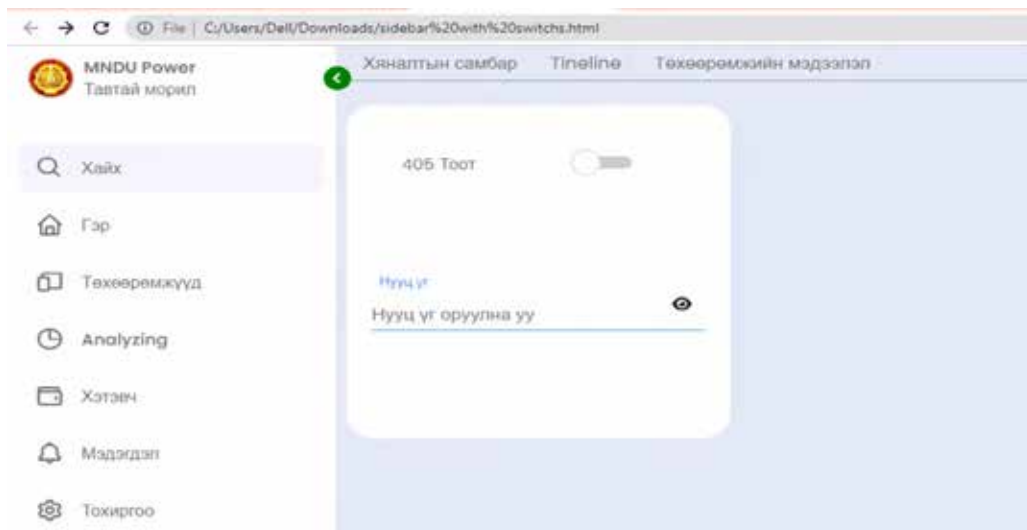 File | C:/Users/Dell/Downloads/sidebar%20with%20switchs.html
MNDU Power
Тавтай морил
Хяналтын самбар Tineline Төхөөрөмжийн мэдээлэл
Хайх
Гэр
Төхөөрөмжүүд
Analyzing
Хэтэвч
Мэдэгдэл
Тохиргоо
405 Тоот
Нууц үг
Нууц үг оруулна уу